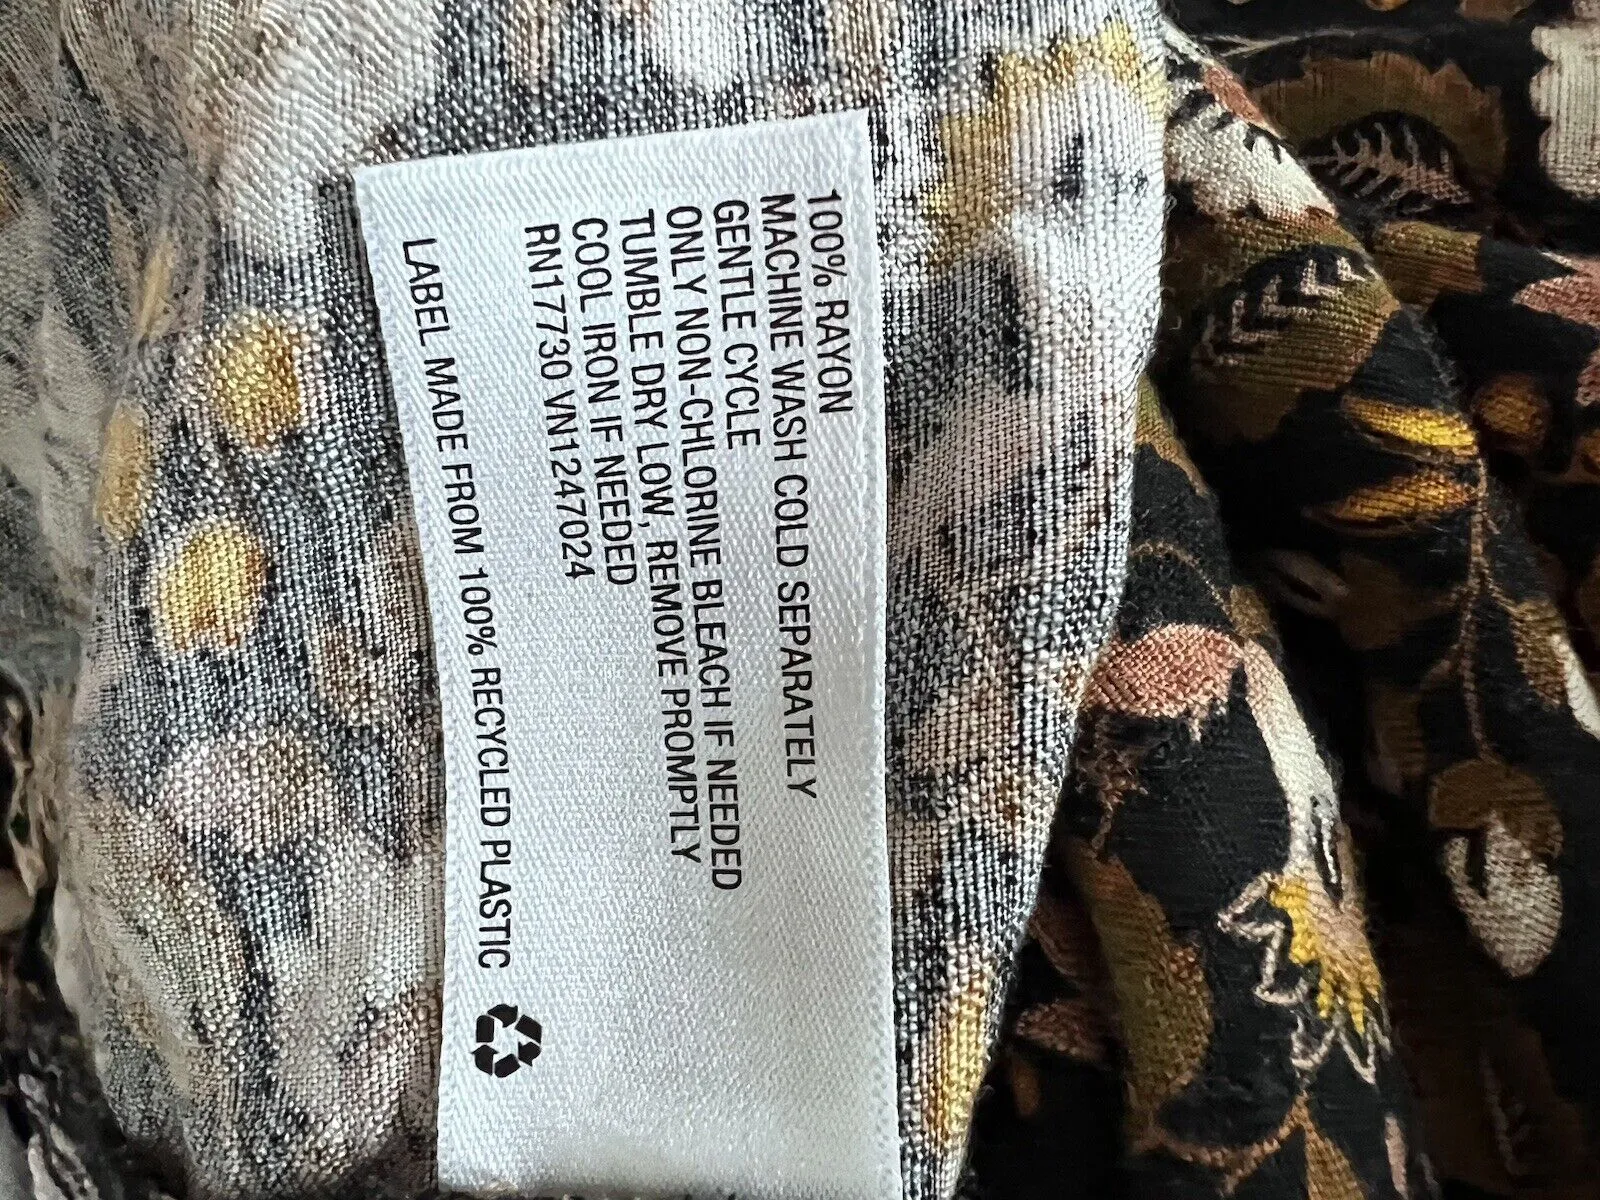 100% RAYON
MACHINE WASH COLD SEPARATELY
GENTLE CYCLE
ONLY NON-CHLORINE BLEACH IF NEEDED
TUMBLE DRY LOW, REMOVE PROMPTLY
COOL IRON IF NEEDED
RN17730 VN1247024
LABEL MADE FROM 100% RECYCLED PLASTIC